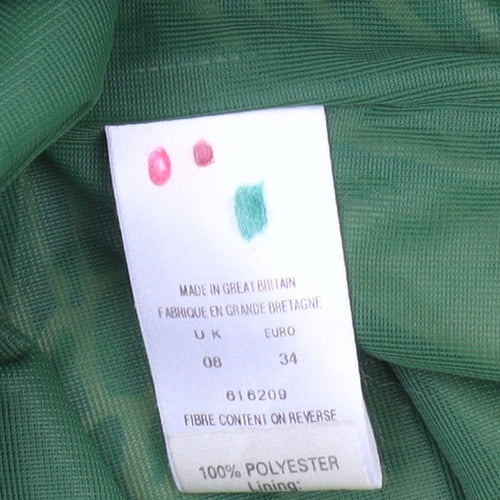 MADE IN GREAT BRITAIN
FABRIQUE EN GRANDE BRETAGNE
UK EURO
08 34
616209
FIBRE CONTENT ON REVERSE
100% POLYESTER
Lining: